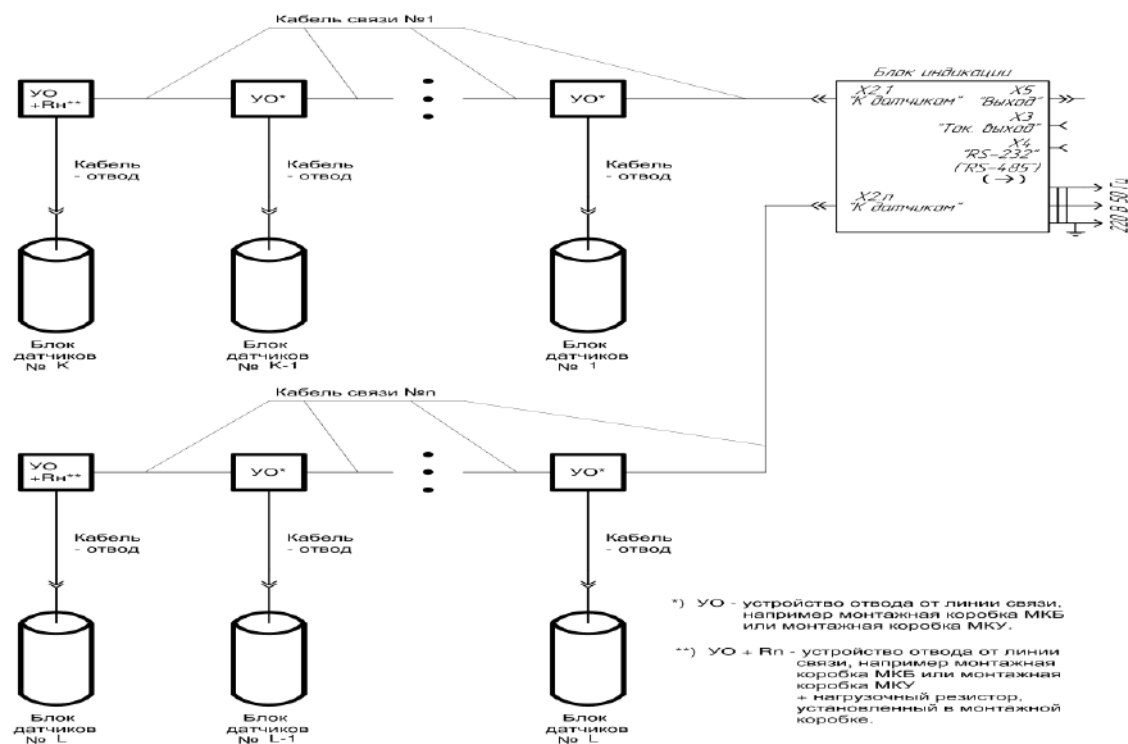 Кабель связи №1
УО
+Rн**
УО*
УО*
Кабель
- отвод
Кабель
- отвод
Кабель
- отвод
Блок
датчиков
№ K
Блок
датчиков
№ K-1
Блок
датчиков
№ 1
Блок индикации
X2.1
"К датчикам"
X5
"Выход"
X3
"Ток. выход"
X4
"RS-232"
("RS-485")
(→)
X2.n
"К датчикам"
220 В 50 Гц
Кабель связи №n
УО
+Rн**
УО*
УО*
Кабель
- отвод
Кабель
- отвод
Кабель
- отвод
Блок
датчиков
№ L
Блок
датчиков
№ L-1
Блок
датчиков
№ L
*) УО - устройство отвода от линии связи,
например монтажная коробка МКБ
или монтажная коробка МКУ.
**) УО + Rn - устройство отвода от линии
связи, например монтажная
коробка МКБ или монтажная
коробка МКУ
+ нагрузочный резистор,
установленный в монтажной
коробке.